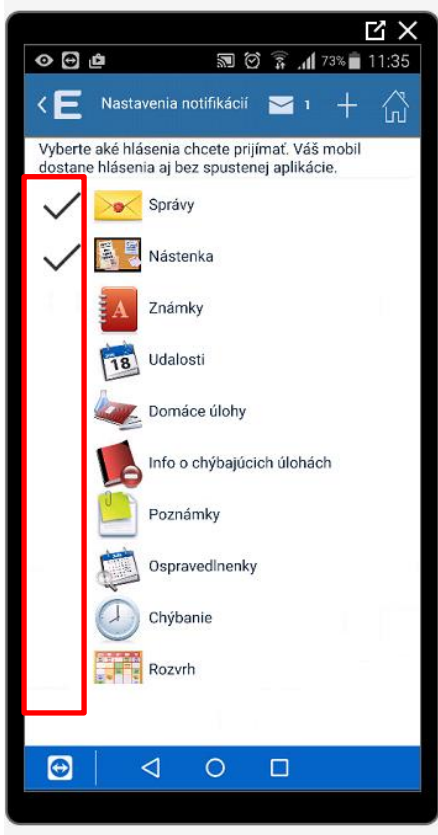 73% 11:35
E Nastavenia notifikácií 1
Vyberte aké hlásenia chcete prijímať. Váš mobil
dostane hlásenia aj bez spustenej aplikácie.
Správy
Nástenka
A Známky
18 Udalosti
Domáce úlohy
Info o chýbajúcich úlohách
Poznámky
Ospravedlnenky
Chýbanie
Rozvrh